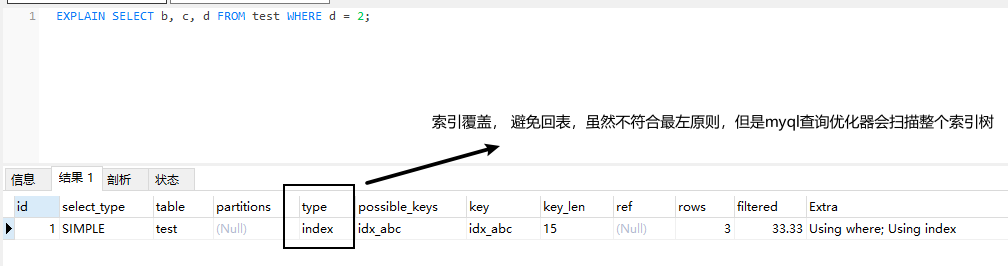 1 EXPLAIN SELECT b, c, d FROM test WHERE d = 2;
索引覆盖， 避免回表，虽然不符合最左原则，但是myql查询优化器会扫描整个索引树
信息 结果 1 剖析 状态
id select_type table partitions type possible_keys key key_len ref rows filtered Extra
1 SIMPLE test (Null) index idx_abc idx_abc 15 (Null) 3 33.33 Using where; Using index